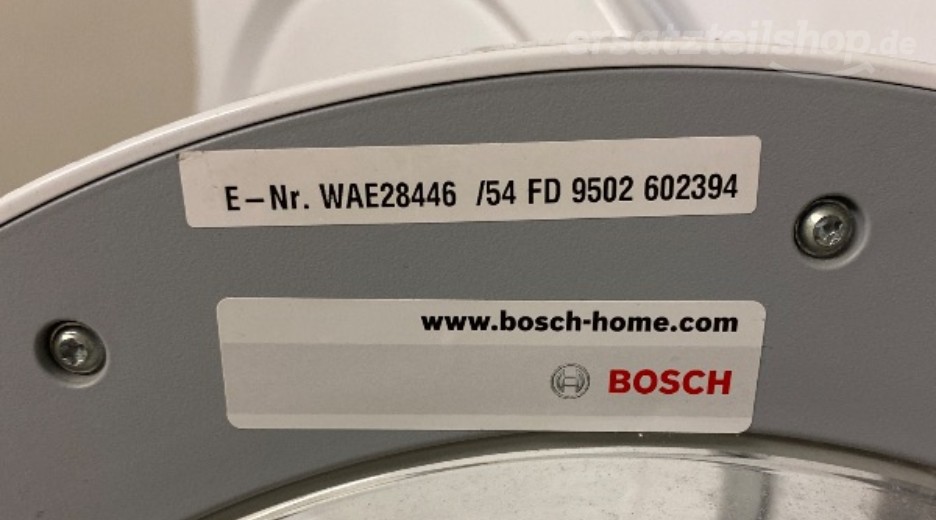 ersatzteilshop.de
E-Nr. WAE28446 /54 FD 9502 602394
www.bosch-home.com
BOSCH